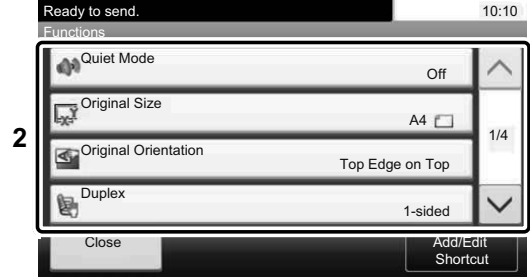 Ready to send.
10:10
Functions
Quiet Mode
Off
Original Size
A4
2
1/4
Original Orientation
Top Edge on Top
Duplex
1-sided
Close
Add/Edit
Shortcut